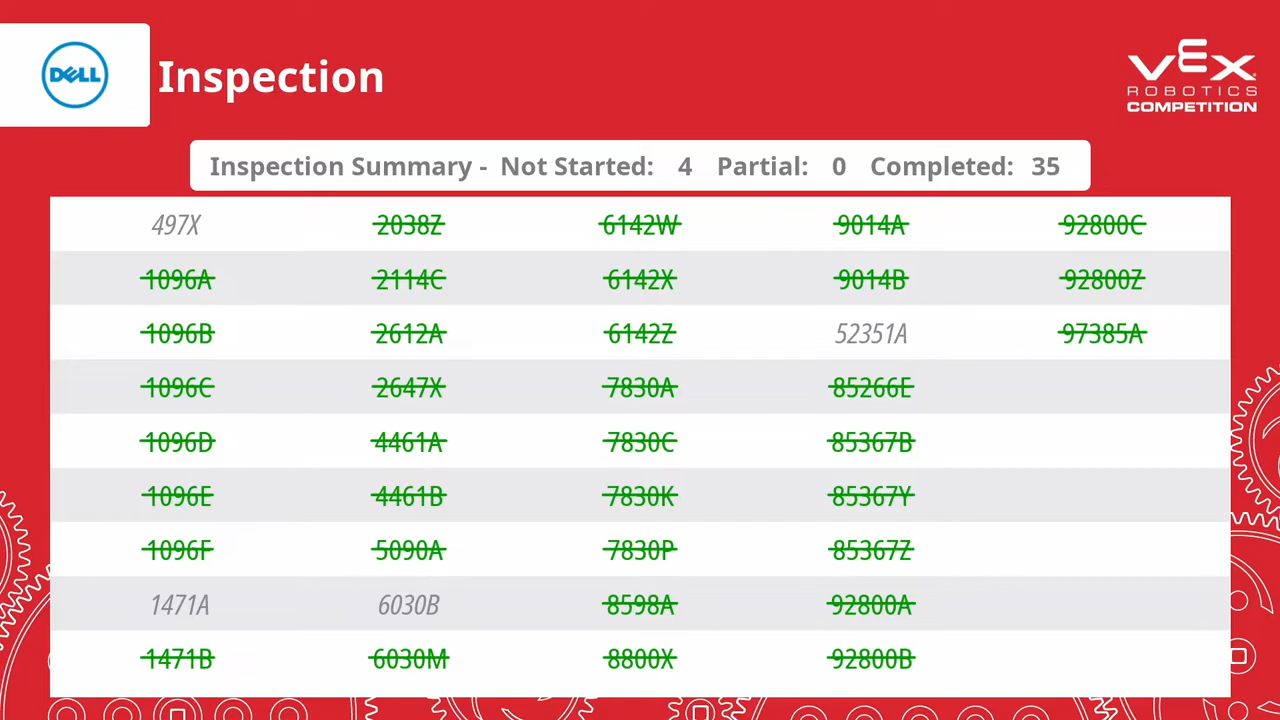 DELL
Inspection
VEX
ROBOTICS
COMPETITION
Inspection Summary - Not Started: 4 Partial: 0 Completed: 35
497X 2038Z 6142W 9014A 92800C
1096A 2114C 6142X 9014B 92800Z
1096B 2612A 6142Z 52351A 97385A
1096C 2647X 7830A 85266E
1096D 4461A 7830C 85367B
1096E 4461B 7830K 85367Y
1096F 5090A 7830P 85367Z
1471A 6030B 8598A 92800A
1471B 6030M 8800X 92800B